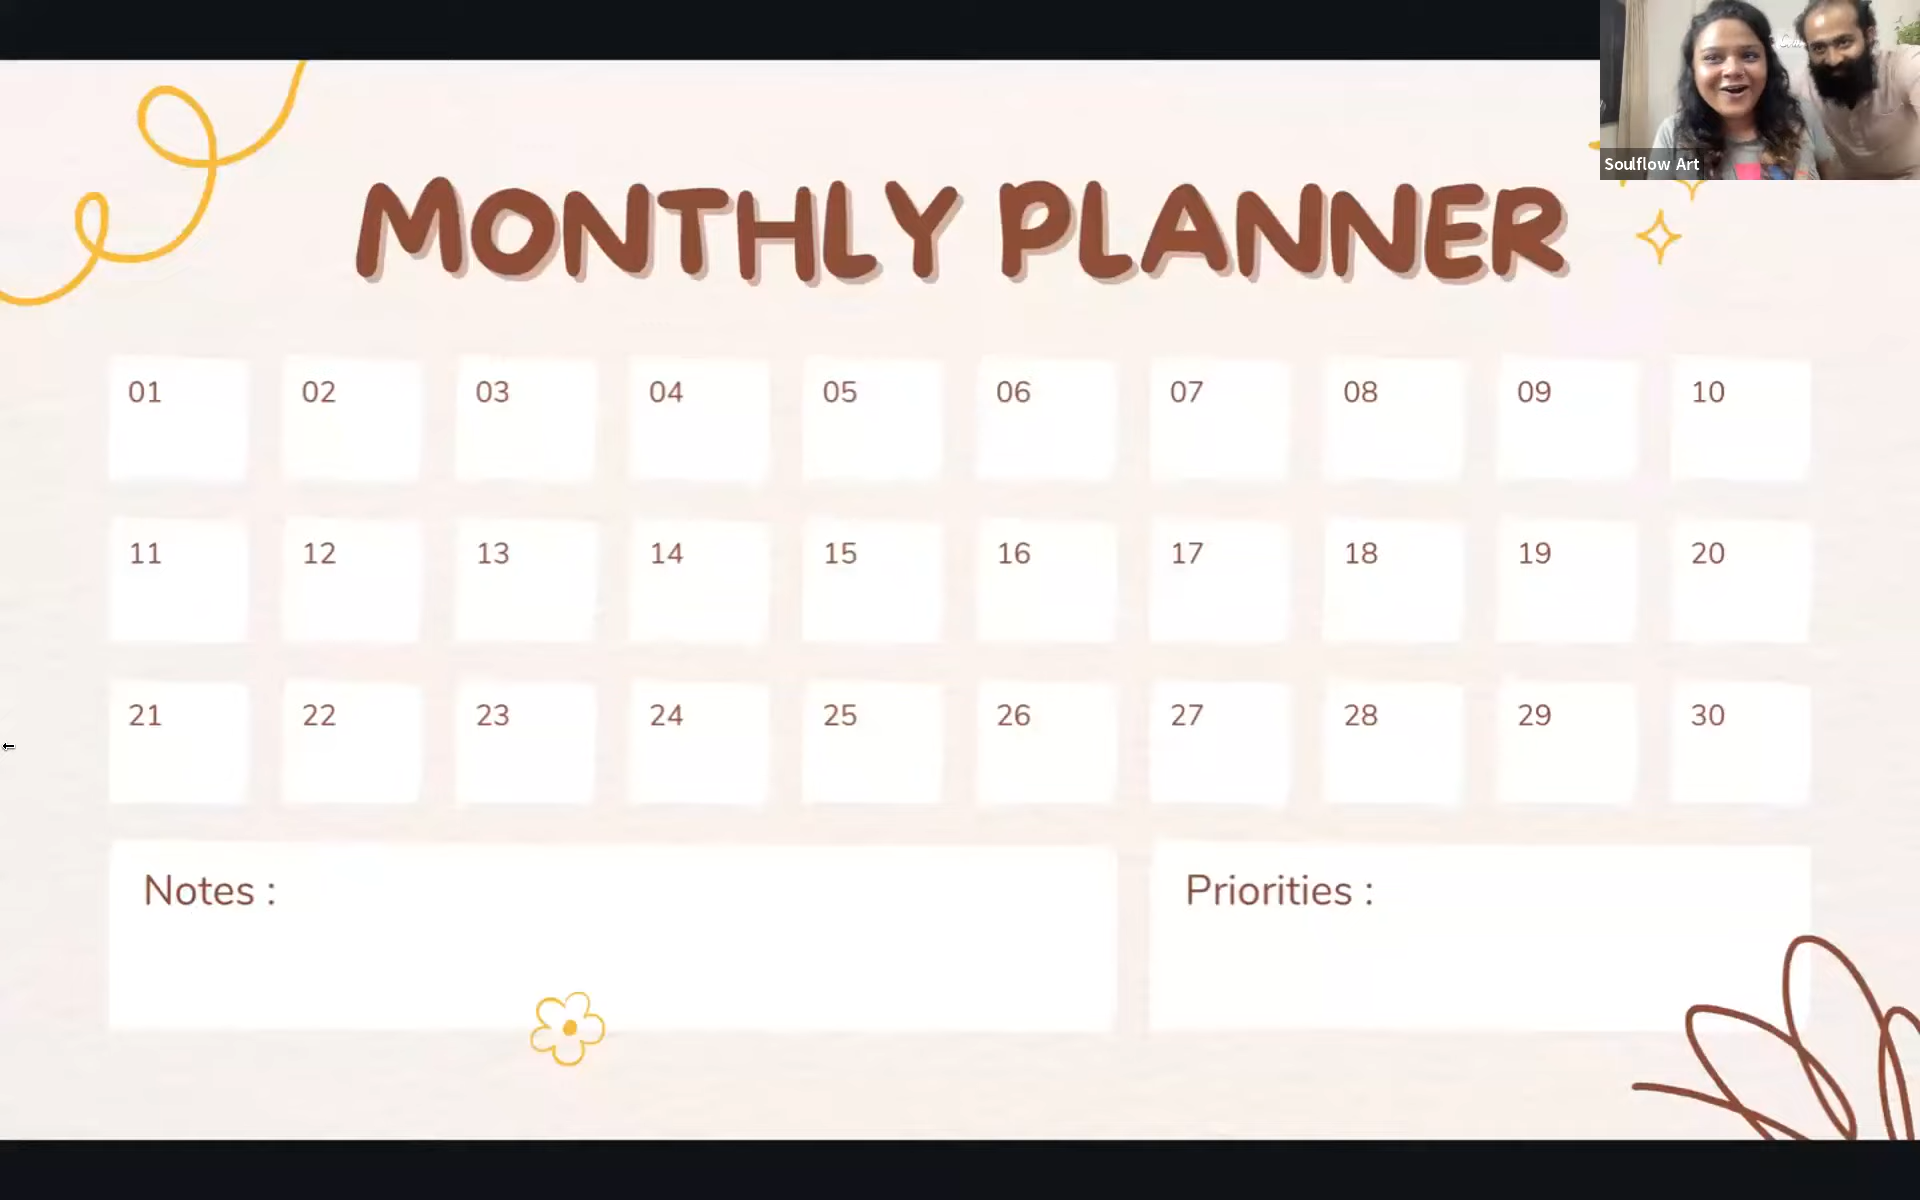 Soulflow Art
MONTHLY PLANNER
01 02 03 04 05 06 07 08 09 10
11 12 13 14 15 16 17 18 19 20
21 22 23 24 25 26 27 28 29 30
Notes : Priorities :